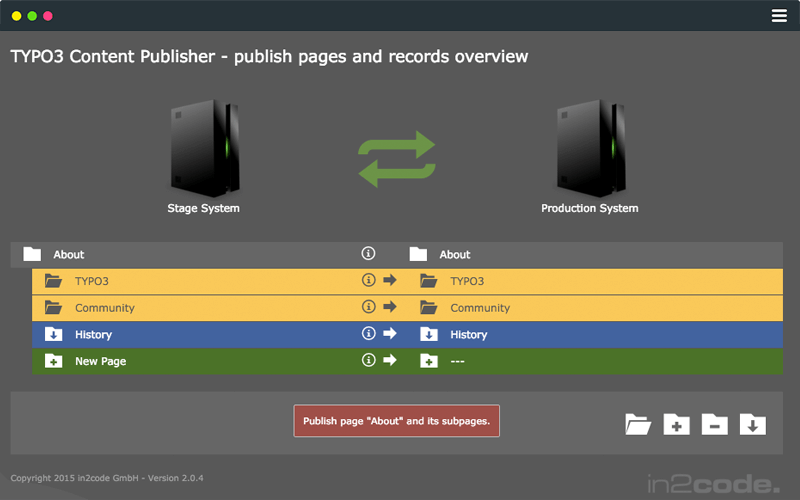 TYPO3 Content Publisher - publish pages and records overview
Stage System
Production System
About
About
TYPO3
TYPO3
Community
Community
History
History
New Page
---
Publish page "About" and its subpages.
Copyright 2015 in2code GmbH - Version 2.0.4
in2code.